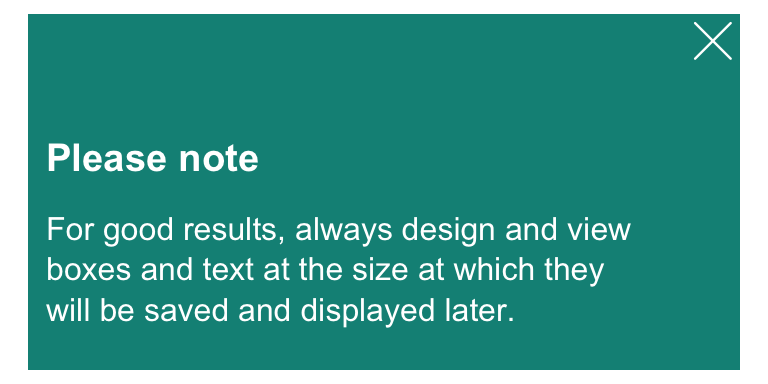 Please note
For good results, always design and view
boxes and text at the size at which they
will be saved and displayed later.